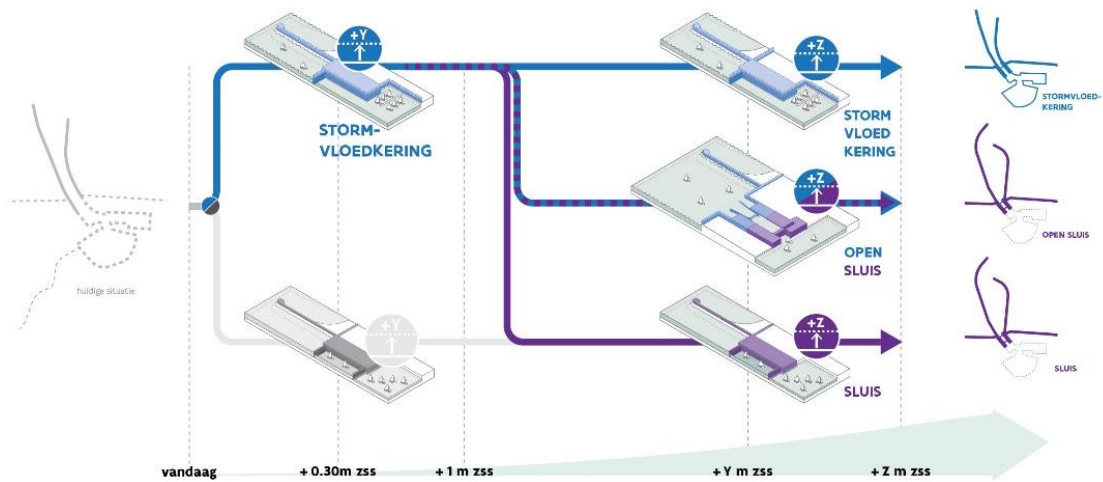 +Y
+Z
STORM-
VLOEDKERING
STORM
VLOED
KERING
STORMVLOED-
KERING
+Z
OPEN
SLUIS
OPEN SLUIS
huidige situatie
+Y
+Z
SLUIS
SLUIS
vandaag
+ 0.30m zss
+ 1 m zss
+ Y m zss
+ Z m zss